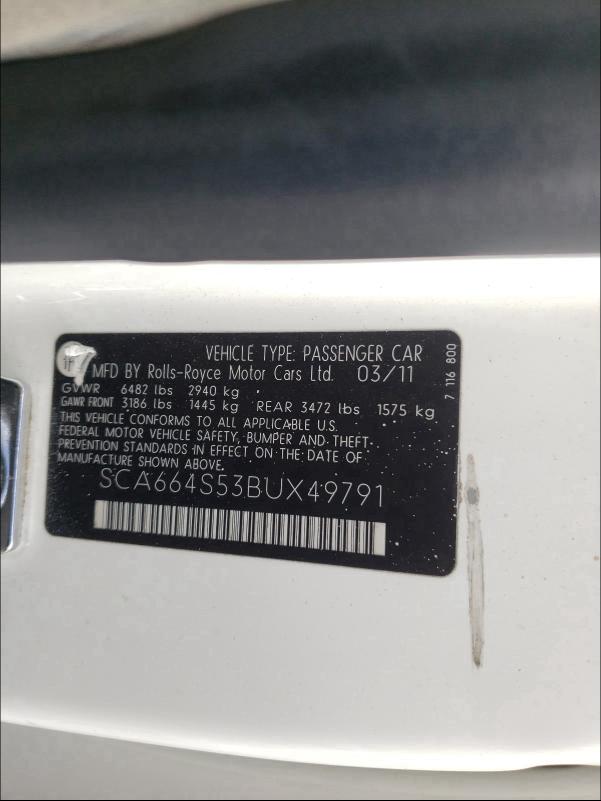 VEHICLE TYPE: PASSENGER CAR
MFD BY Rolls-Royce Motor Cars Ltd. 03/11
GVWR 6482 lbs 2940 kg
GAWR FRONT 3186 lbs 1445 kg REAR 3472 lbs 1575 kg
THIS VEHICLE CONFORMS TO ALL APPLICABLE U.S.
FEDERAL MOTOR VEHICLE SAFETY, BUMPER AND THEFT
PREVENTION STANDARDS IN EFFECT ON THE DATE OF
MANUFACTURE SHOWN ABOVE.
SCA664S53BUX49791
7 116 800